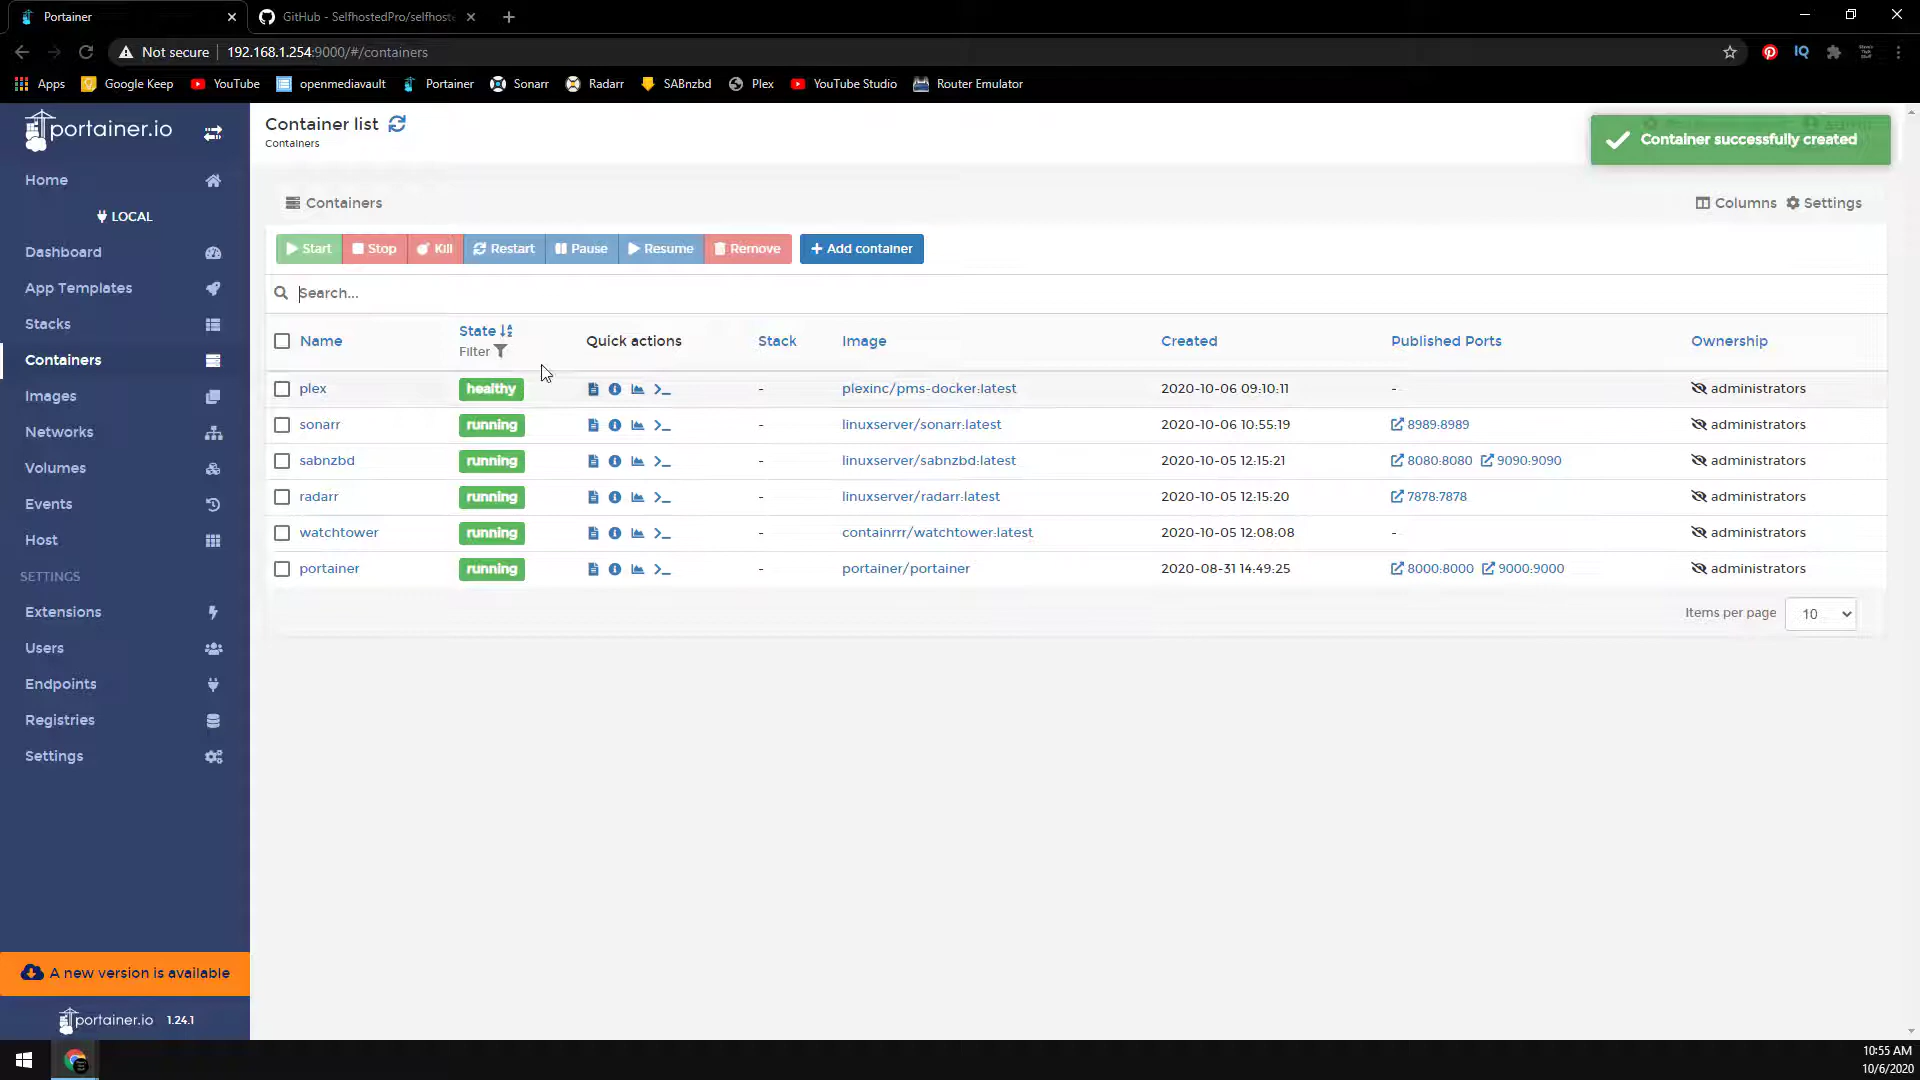 Portainer
GitHub - SelfhostedPro/selfhoste
Not secure
192.168.1.254:9000/#/containers
Apps
Google Keep
YouTube
openmediavault
Portainer
Sonarr
Radarr
SABnzbd
Plex
YouTube Studio
Router Emulator
portainer.io
Container list
Containers
Container successfully created
Home
LOCAL
Dashboard
App Templates
Stacks
Containers
Images
Networks
Volumes
Events
Host
SETTINGS
Extensions
Users
Endpoints
Registries
Settings
A new version is available
portainer.io 1.24.1
Containers
Columns Settings
Start Stop Kill Restart Pause Resume Remove + Add container
Search...
Name State Filter Quick actions Stack Image Created Published Ports Ownership
plex healthy - plexinc/pms-docker:latest 2020-10-06 09:10:11 - administrators
sonarr running - linuxserver/sonarr:latest 2020-10-06 10:55:19 8989:8989 administrators
sabnzbd running - linuxserver/sabnzbd:latest 2020-10-05 12:15:21 8080:8080 9090:9090 administrators
radarr running - linuxserver/radarr:latest 2020-10-05 12:15:20 7878:7878 administrators
watchtower running - containrrr/watchtower:latest 2020-10-05 12:08:08 - administrators
portainer running - portainer/portainer 2020-08-31 14:49:25 8000:8000 9000:9000 administrators
Items per page 10
10:55 AM
10/6/2020